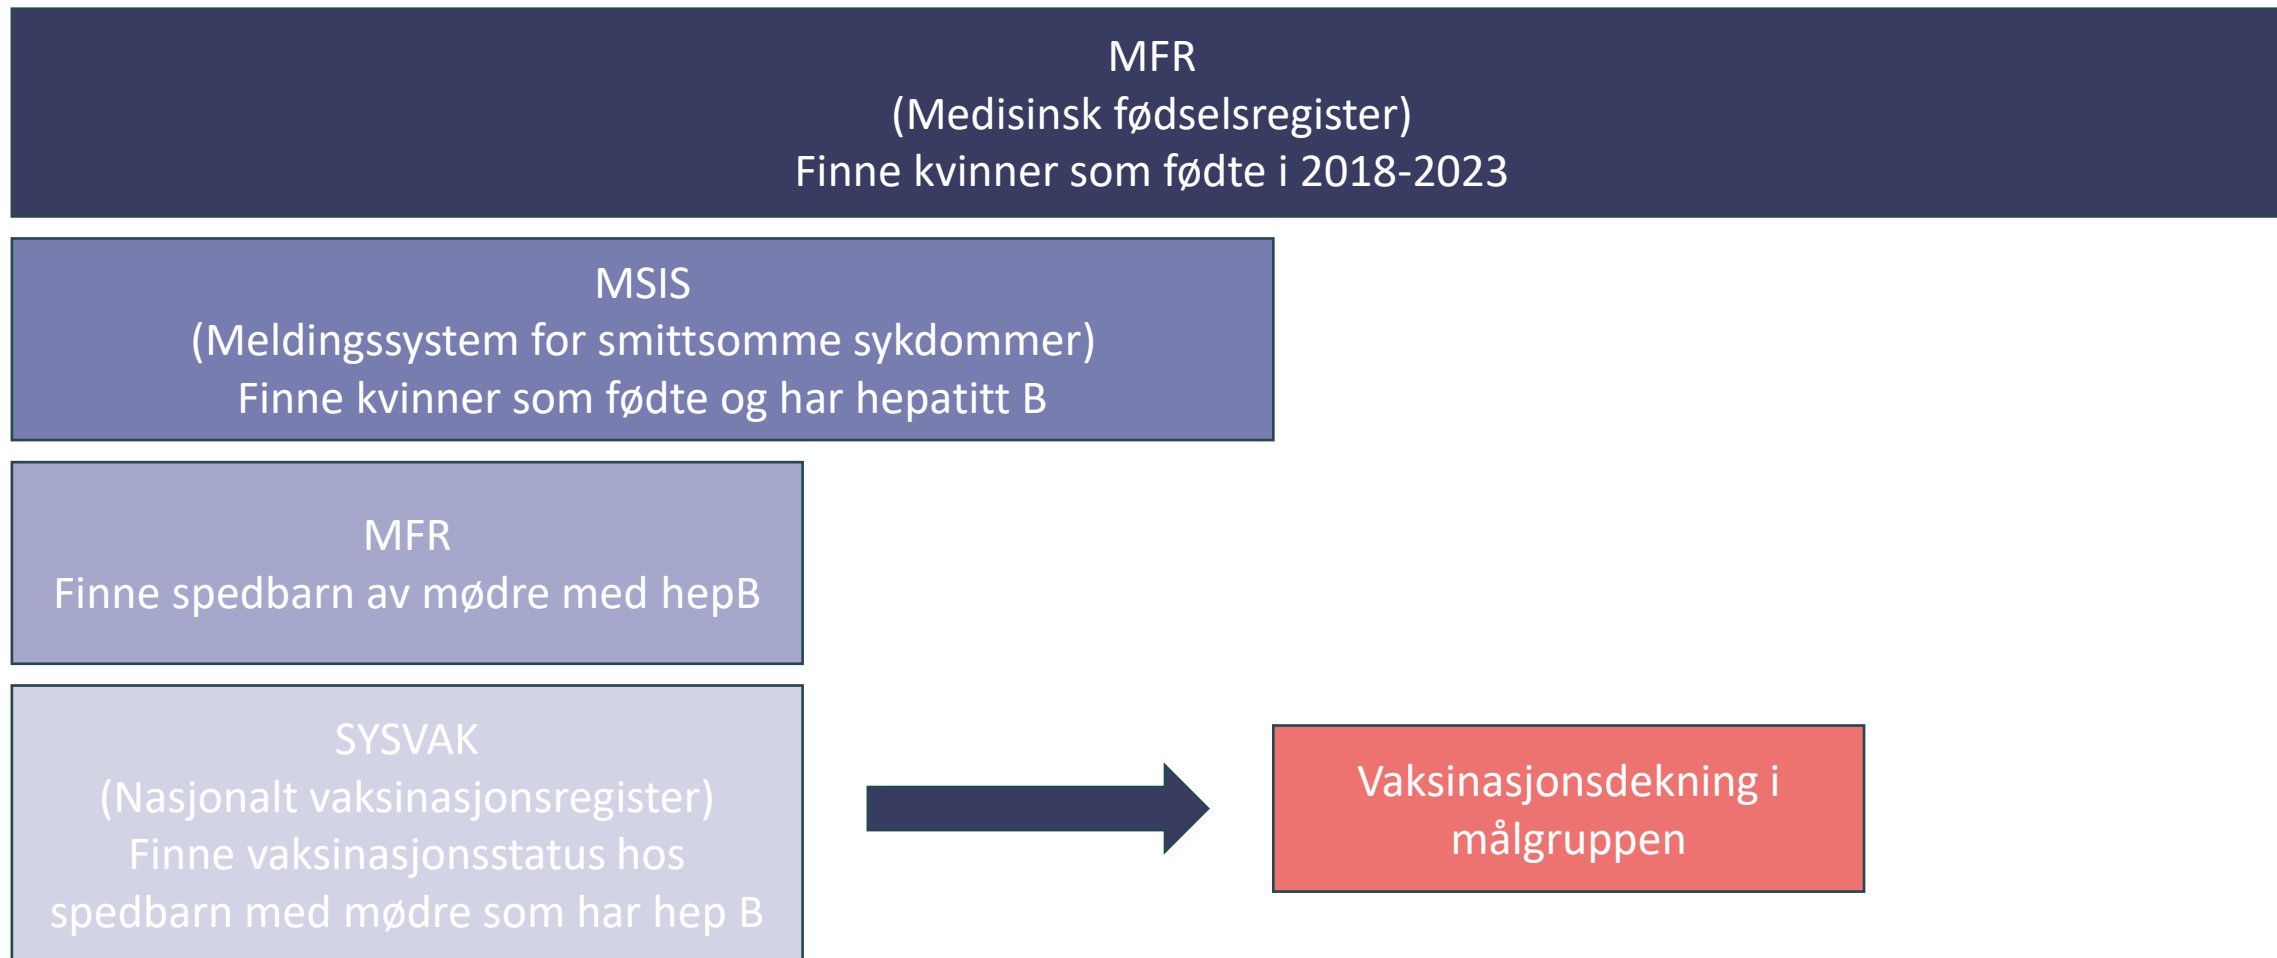 MFR
(Medisinsk fødselsregister)
Finne kvinner som fødte i 2018-2023
MSIS
(Meldingssystem for smittsomme sykdommer)
Finne kvinner som fødte og har hepatitt B
MFR
Finne spedbarn av mødre med hepB
SYSVAK
(Nasjonalt vaksinasjonsregister)
Finne vaksinasjonsstatus hos
spedbarn med mødre som har hep B
Vaksinasjonsdekning i
målgruppen